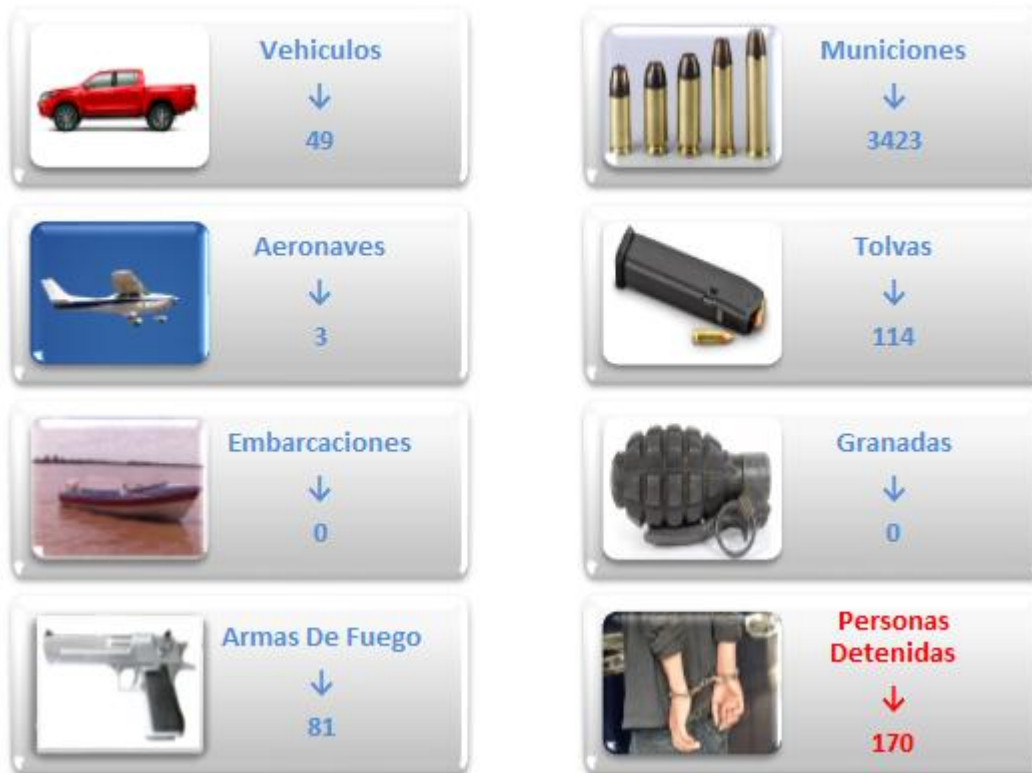 Vehiculos
↓
49
Municiones
↓
3423
Aeronaves
↓
3
Tolvas
↓
114
Embarcaciones
↓
0
Granadas
↓
0
Armas De Fuego
↓
81
Personas
Detenidas
↓
170